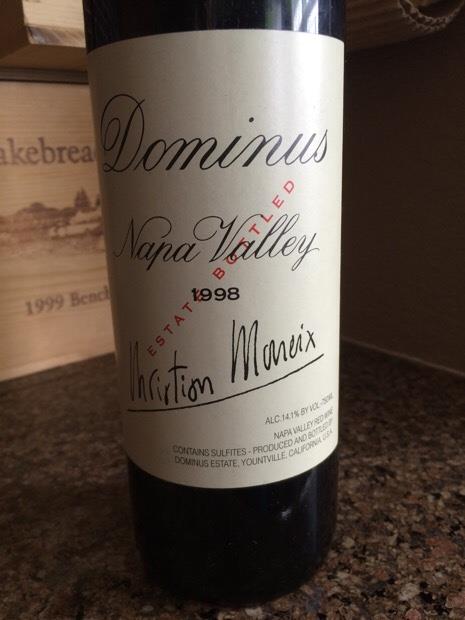 Dominus
Napa Valley
ESTATE BOTTLED
1998
Christian Moueix
ALC.14.1% BY VOL.-750ML
NAPA VALLEY RED WINE
CONTAINS SULFITES - PRODUCED AND BOTTLED BY
DOMINUS ESTATE, YOUNTVILLE, CALIFORNIA, U.S.A.
akebread
1999 Bench